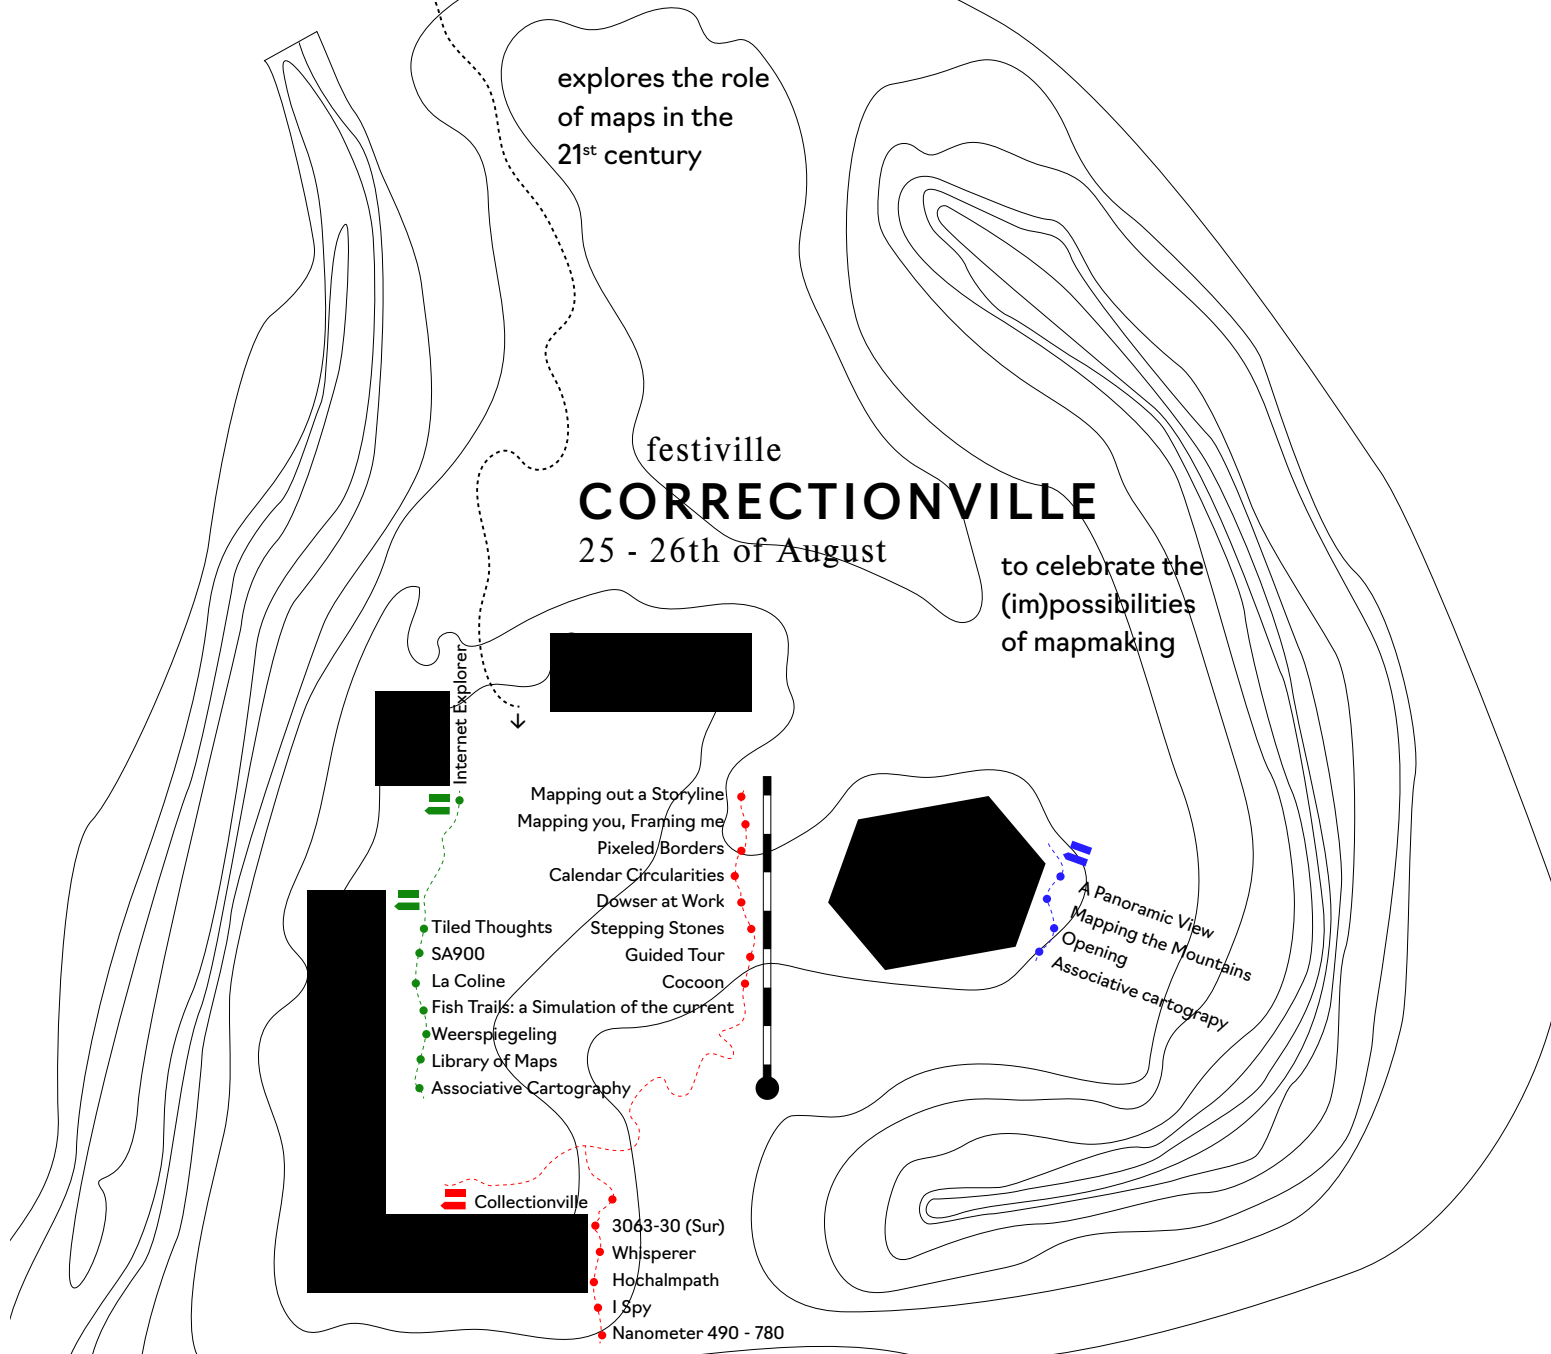 explores the role
of maps in the
21st century
festiville
CORRECTIONVILLE
25 - 26th of August
to celebrate the
(im)possibilities
of mapmaking
Internet Explorer
Mapping out a Storyline
Mapping you, Framing me
Pixeled Borders
Calendar Circularities
Dowser at Work
Stepping Stones
Guided Tour
Cocoon
A Panoramic View
Mapping the Mountains
Opening
Associative cartograpy
Tiled Thoughts
SA900
La Coline
Fish Trails: a Simulation of the current
Weerspiegeling
Library of Maps
Associative Cartography
Collectionville
3063-30 (Sur)
Whisperer
Hochalmpath
I Spy
Nanometer 490 - 780